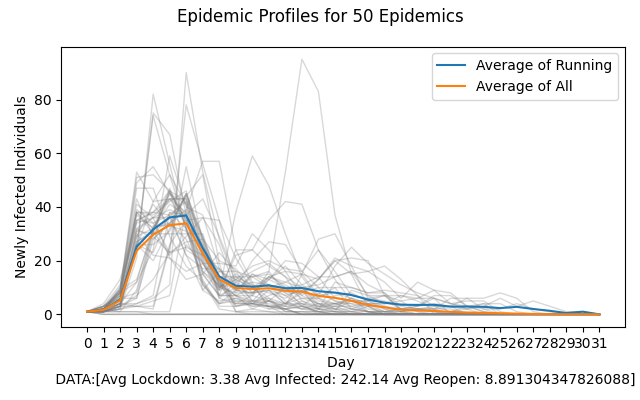 Epidemic Profiles for 50 Epidemics
Average of Running
Average of All
Newly Infected Individuals
80
60
40
20
0
0 1 2 3 4 5 6 7 8 9 10 11 12 13 14 15 16 17 18 19 20 21 22 23 24 25 26 27 28 29 30 31
Day
DATA:[Avg Lockdown: 3.38 Avg Infected: 242.14 Avg Reopen: 8.891304347826088]